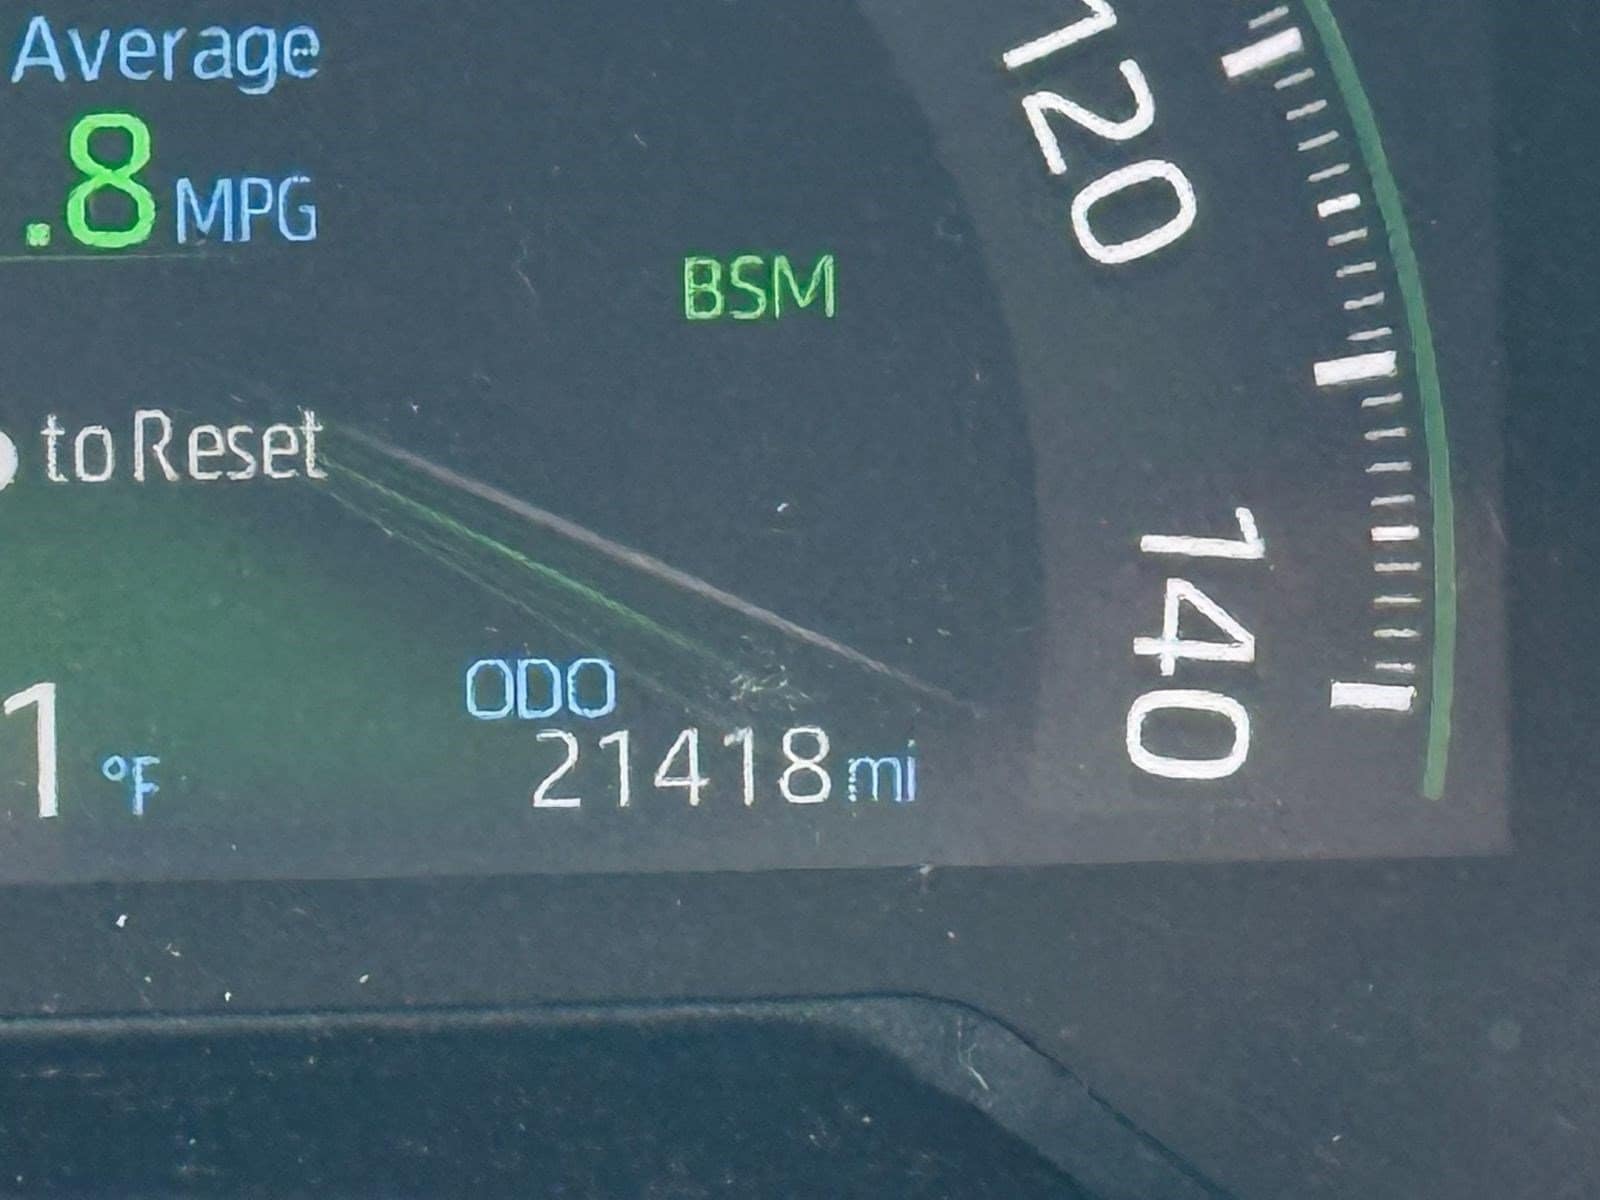 Average
.8 MPG
120
BSM
to Reset
140
ODO
1 °F
21418 mi